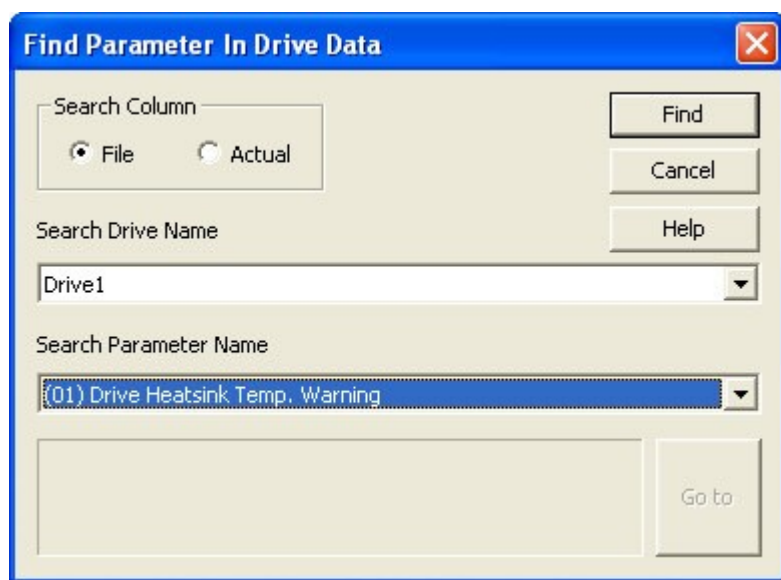 Find Parameter In Drive Data
Search Column
File Actual
Find
Cancel
Help
Search Drive Name
Drive1
Search Parameter Name
(01) Drive Heatsink Temp. Warning
Go to